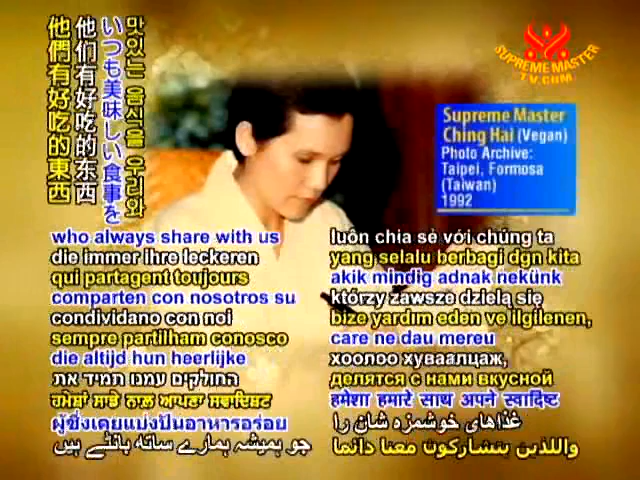 他們有好吃的東西
他们有好吃的东西
いつも美味しい食事を
맛있는 음식을 우리와
SUPREME MASTER
TV.COM
Supreme Master
Ching Hai (Vegan)
Photo Archive:
Taipei, Formosa
(Taiwan)
1992
who always share with us
die immer Ihre leckeren
qui partagent toujours
comparten con nosotros su
condividano con noi
sempre partilham conosco
die altijd hun heerlijke
החולקים עמנו תמיד את
ਹਮੇਸ਼ਾਂ ਸਾਡੇ ਨਾਲ ਆਪਣਾ ਸਵਾਦਿਸ਼ਟ
ผู้ซึ่งเคยแบ่งปันอาหารอร่อย
جو ہمیشہ ہمارے ساتھ بانٹے ہیں
luôn chia sẻ với chúng ta
yang selalu berbagi dgn kita
akik mindig adnak nekünk
którzy zawsze dzielą się
bize yardım eden ve ilgilenen,
care ne dau mereu
хоолоо хуваалцаж,
делятся с нами вкусной
हमेशा हमारे साथ अपने स्वादिष्ट
غذاهای خوشمزه شان را
واللذين يتشاركون معنا دائما